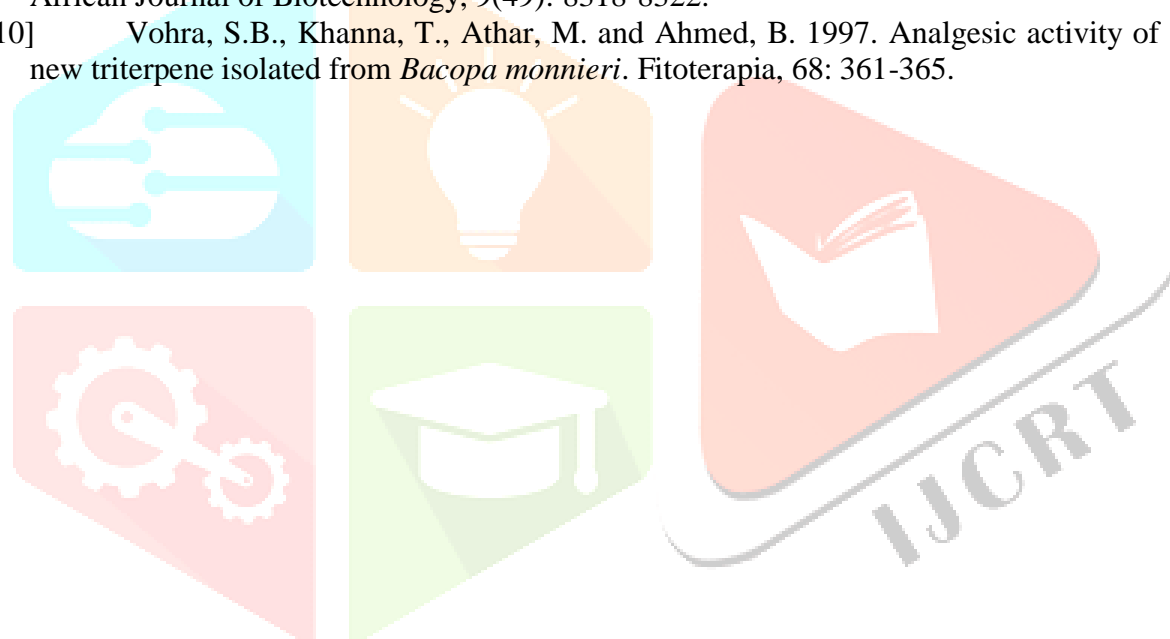 African Journal of Biotechnology, 9(49): 8318-8322.
10] Vohra, S.B., Khanna, T., Athar, M. and Ahmed, B. 1997. Analgesic activity of
new triterpene isolated from Bacopa monnieri. Fitoterapia, 68: 361-365.
IJCRT